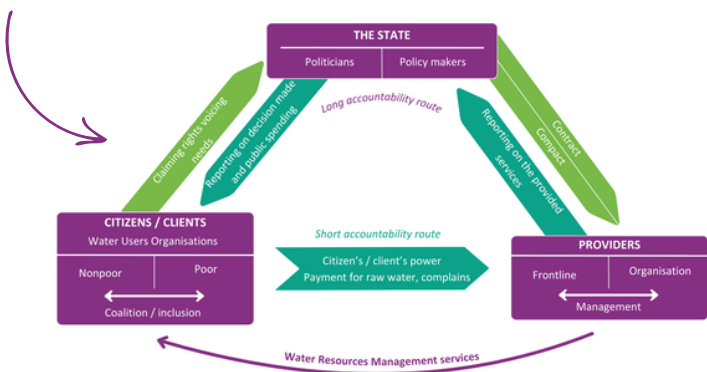 THE STATE
Politicians
Policy makers
Long accountability route
Claiming rights voicing
needs
Reporting on decision made
and public spending
Reporting on the provided
services
Contract
Compact
CITIZENS / CLIENTS
Water Users Organisations
Nonpoor
Poor
Coalition / inclusion
Short accountability route
Citizen's / client's power
Payment for raw water, complains
PROVIDERS
Frontline
Organisation
Management
Water Resources Management services